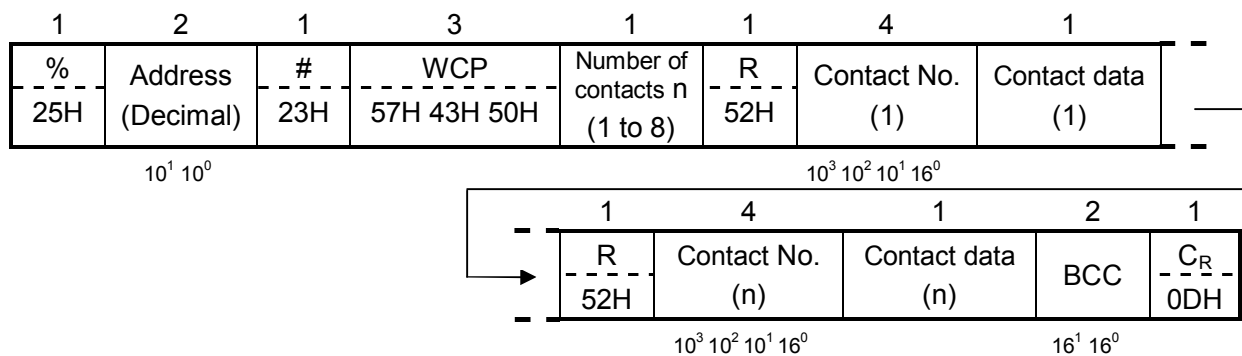 1 2 1 3 1 1 4 1
% Address (Decimal) # WCP Number of contacts n (1 to 8) R Contact No. (1) Contact data (1)
25H 23H 57H 43H 50H 52H
10¹ 10⁰ 10³ 10² 10¹ 16⁰
1 4 1 2 1
R Contact No. (n) Contact data (n) BCC C_R
52H 0DH
10³ 10² 10¹ 16⁰ 16¹ 16⁰